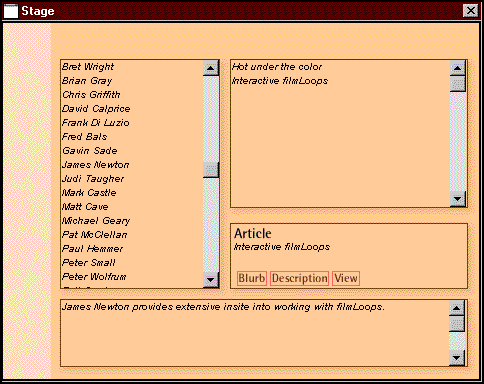 Stage
Bret Wright
Brian Gray
Chris Griffith
David Calprice
Frank Di Luzio
Fred Bals
Gavin Sade
James Newton
Judi Taugher
Mark Castle
Matt Cave
Michael Geary
Pat McClellan
Paul Hemmer
Peter Small
Peter Wolfrum
Hot under the color
Interactive filmLoops
Article
Interactive filmLoops
Blurb Description View
James Newton provides extensive insite into working with filmLoops.